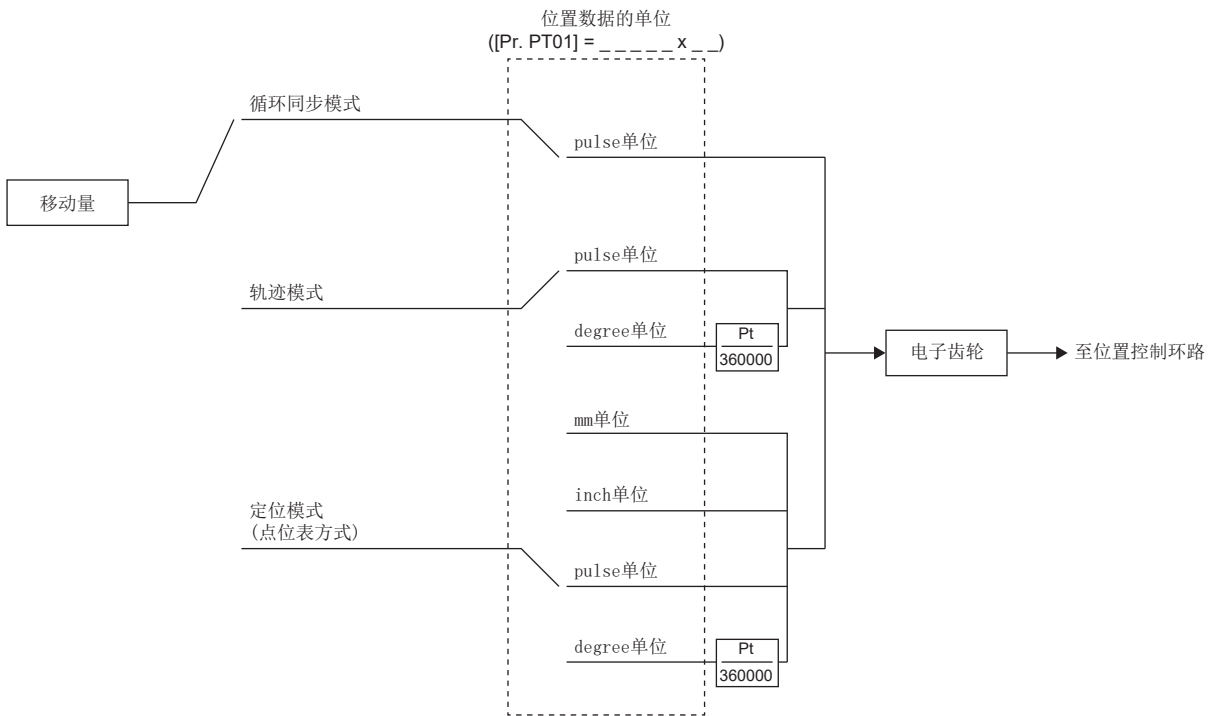 位置数据的单位
([Pr. PT01] = _ _ _ _ _ x _ _)
循环同步模式
pulse单位
移动量
pulse单位
轨迹模式
degree单位
Pt
360000
电子齿轮
至位置控制环路
mm单位
inch单位
定位模式
(点位表方式)
pulse单位
degree单位
Pt
360000